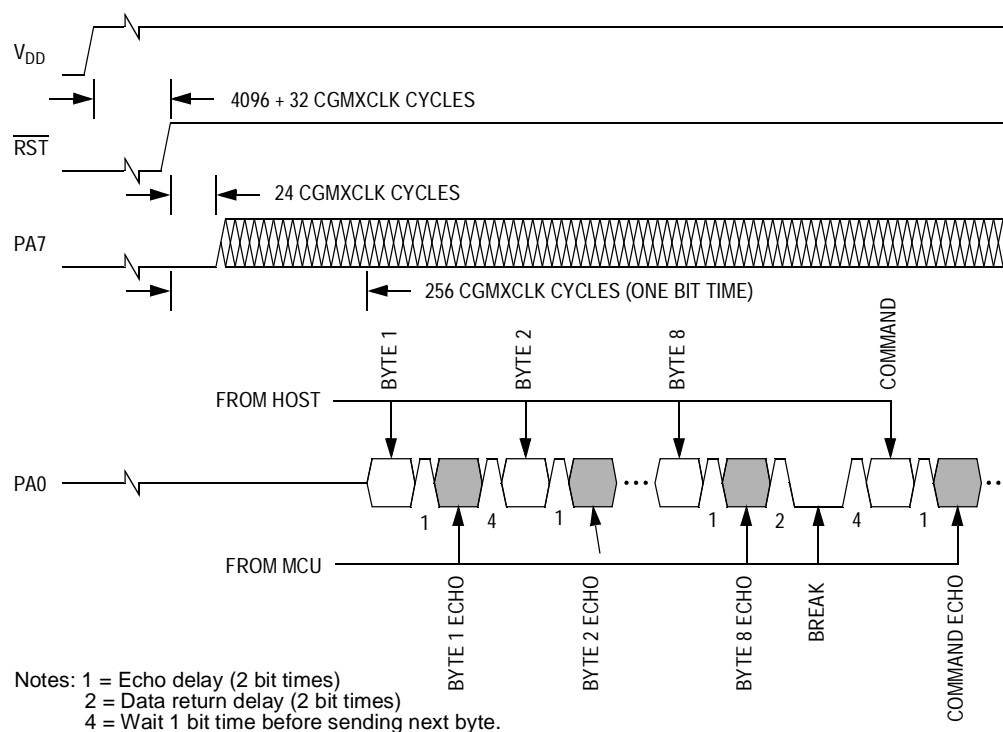 VDD
4096 + 32 CGMXCLK CYCLES
RST
24 CGMXCLK CYCLES
PA7
256 CGMXCLK CYCLES (ONE BIT TIME)
BYTE 1
BYTE 2
BYTE 8
COMMAND
FROM HOST
PA0
1
4
1
1
2
4
1
FROM MCU
BYTE 1 ECHO
BYTE 2 ECHO
BYTE 8 ECHO
BREAK
COMMAND ECHO
Notes: 1 = Echo delay (2 bit times)
2 = Data return delay (2 bit times)
4 = Wait 1 bit time before sending next byte.